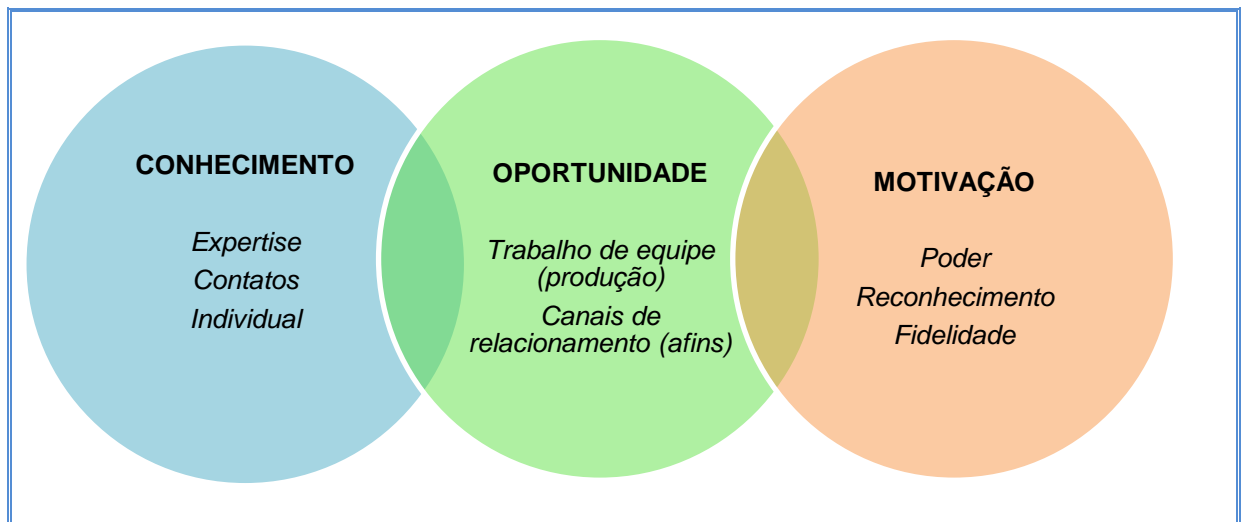 CONHECIMENTO
Expertise
Contatos
Individual
OPORTUNIDADE
Trabalho de equipe
(produção)
Canais de
relacionamento (afins)
MOTIVAÇÃO
Poder
Reconhecimento
Fidelidade